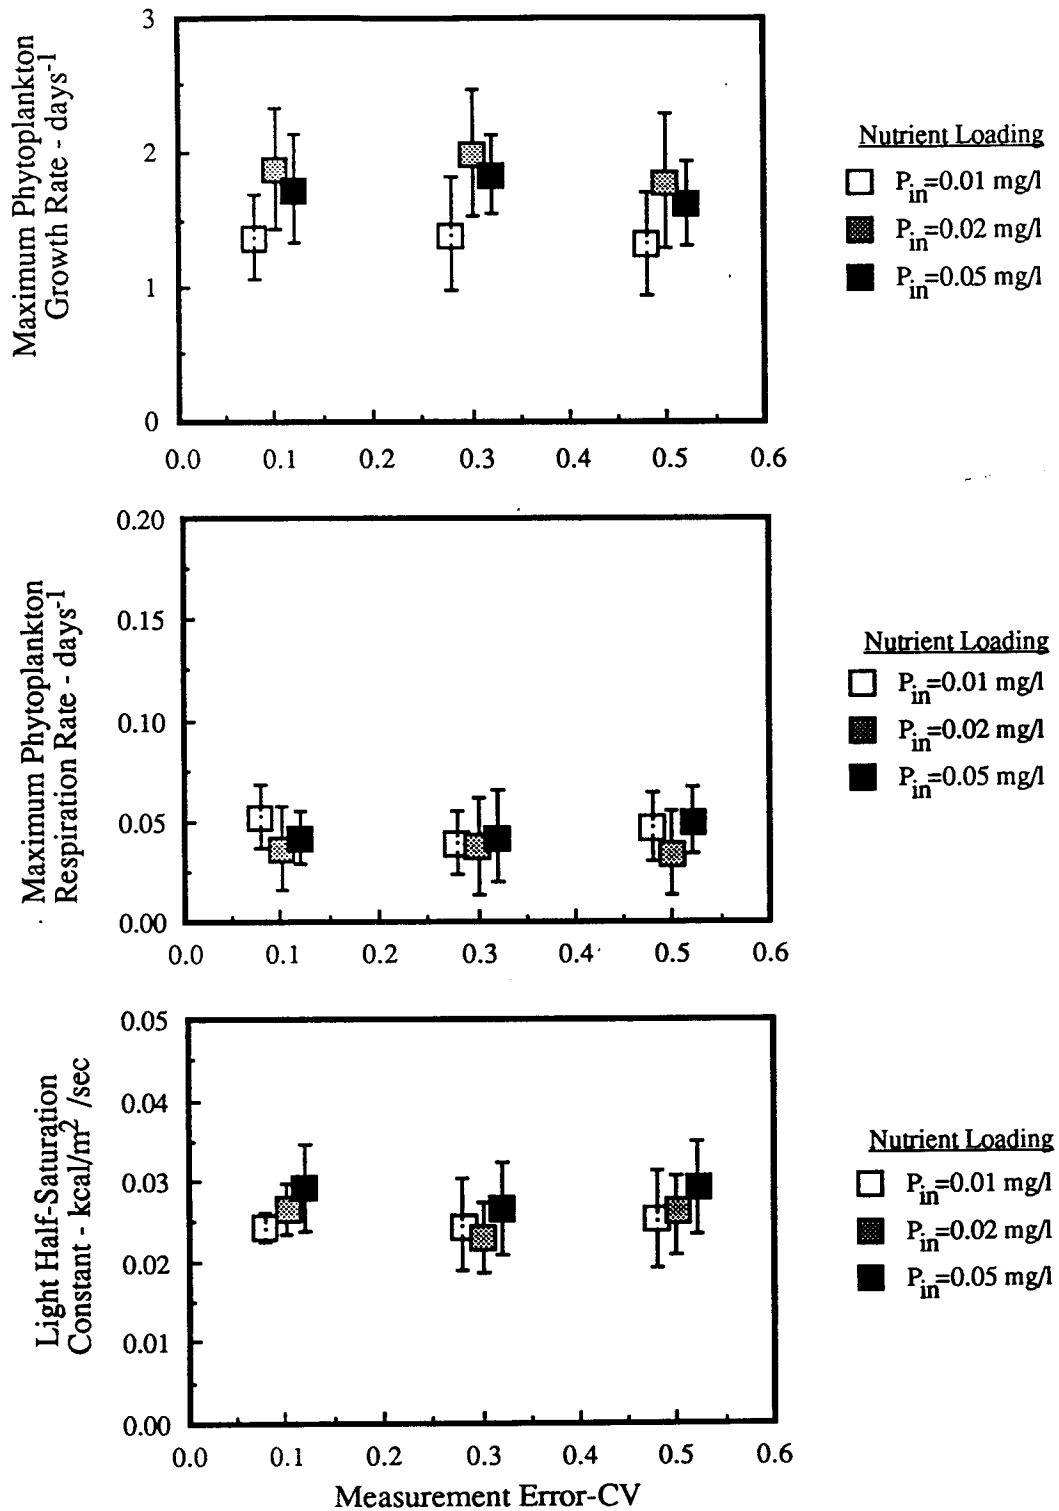 Maximum Phytoplankton
Growth Rate - days-1
3
2
1
0
0.0 0.1 0.2 0.3 0.4 0.5 0.6
Nutrient Loading
Pin=0.01 mg/l
Pin=0.02 mg/l
Pin=0.05 mg/l
Maximum Phytoplankton
Respiration Rate - days-1
0.20
0.15
0.10
0.05
0.00
0.0 0.1 0.2 0.3 0.4 0.5 0.6
Nutrient Loading
Pin=0.01 mg/l
Pin=0.02 mg/l
Pin=0.05 mg/l
Light Half-Saturation
Constant - kcal/m2 /sec
0.05
0.04
0.03
0.02
0.01
0.00
0.0 0.1 0.2 0.3 0.4 0.5 0.6
Nutrient Loading
Pin=0.01 mg/l
Pin=0.02 mg/l
Pin=0.05 mg/l
Measurement Error-CV